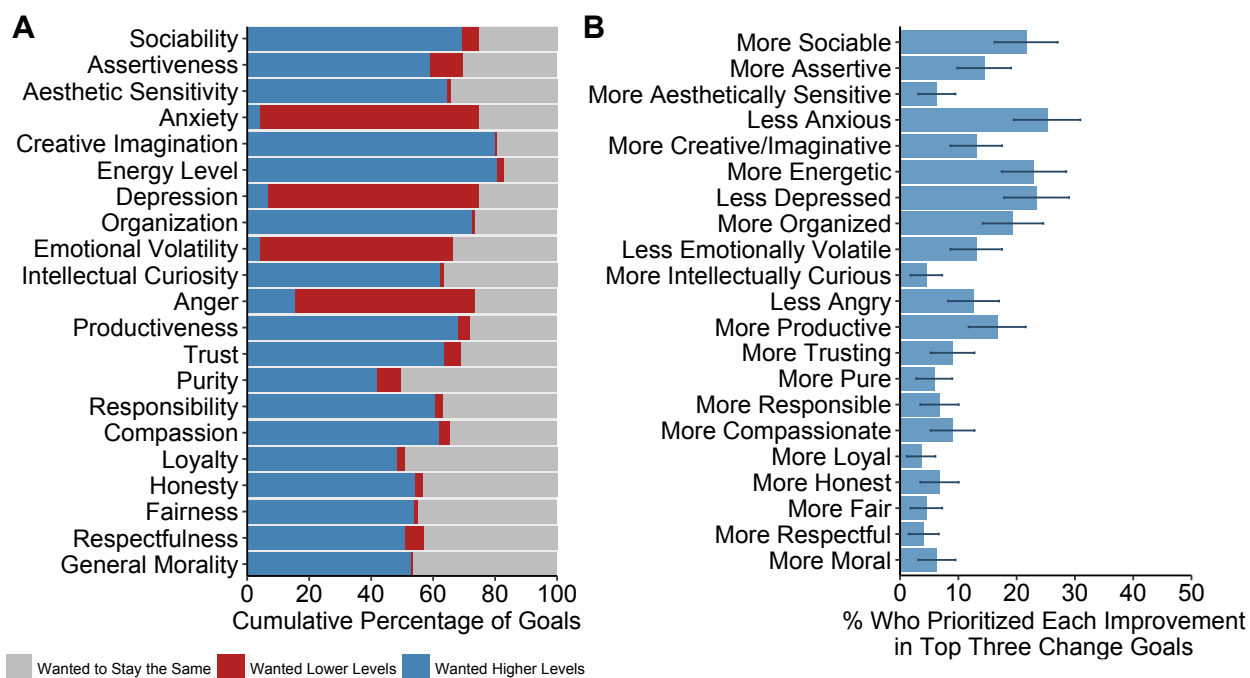 A
Sociability
Assertiveness
Aesthetic Sensitivity
Anxiety
Creative Imagination
Energy Level
Depression
Organization
Emotional Volatility
Intellectual Curiosity
Anger
Productiveness
Trust
Purity
Responsibility
Compassion
Loyalty
Honesty
Fairness
Respectfulness
General Morality
0 20 40 60 80 100
Cumulative Percentage of Goals
Wanted to Stay the Same Wanted Lower Levels Wanted Higher Levels
B
More Sociable
More Assertive
More Aesthetically Sensitive
Less Anxious
More Creative/Imaginative
More Energetic
Less Depressed
More Organized
Less Emotionally Volatile
More Intellectually Curious
Less Angry
More Productive
More Trusting
More Pure
More Responsible
More Compassionate
More Loyal
More Honest
More Fair
More Respectful
More Moral
0 10 20 30 40 50
% Who Prioritized Each Improvement
in Top Three Change Goals